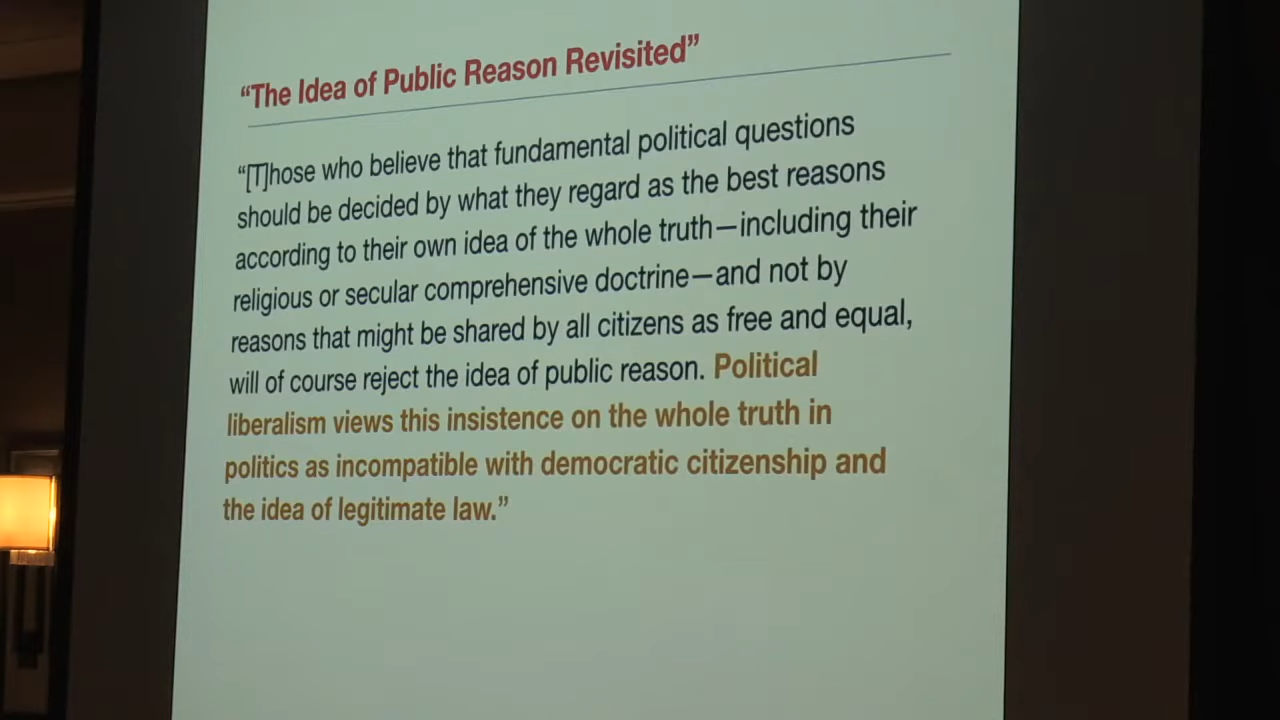 “The Idea of Public Reason Revisited”
“[T]hose who believe that fundamental political questions
should be decided by what they regard as the best reasons
according to their own idea of the whole truth—including their
religious or secular comprehensive doctrine—and not by
reasons that might be shared by all citizens as free and equal,
will of course reject the idea of public reason. Political
liberalism views this insistence on the whole truth in
politics as incompatible with democratic citizenship and
the idea of legitimate law.”